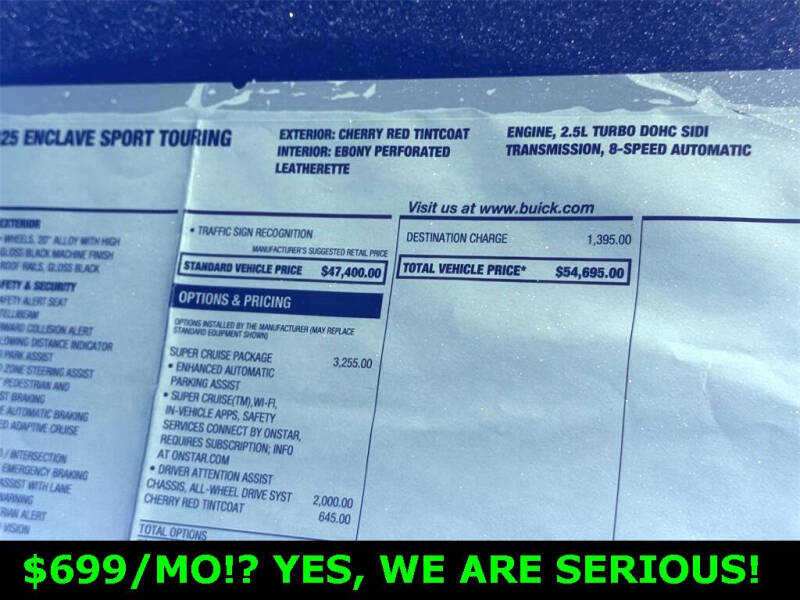 25 ENCLAVE SPORT TOURING
EXTERIOR: CHERRY RED TINTCOAT
INTERIOR: EBONY PERFORATED
LEATHERETTE
ENGINE, 2.5L TURBO DOHC SIDI
TRANSMISSION, 8-SPEED AUTOMATIC
EXTERIOR
• WHEELS, 20" ALLOY WITH HIGH
GLOSS BLACK MACHINE FINISH
ROOF RAILS, GLOSS BLACK
FETY & SECURITY
AFETY ALERT SEAT
TELLIBEAM
RWARD COLLISION ALERT
LOWING DISTANCE INDICATOR
PARK ASSIST
ZONE STEERING ASSIST
PEDESTRIAN AND
ST BRAKING
E AUTOMATIC BRAKING
ED ADAPTIVE CRUISE
/ INTERSECTION
EMERGENCY BRAKING
ASSIST WITH LANE
WARNING
RIAN ALERT
VISION
• TRAFFIC SIGN RECOGNITION
MANUFACTURER'S SUGGESTED RETAIL PRICE
STANDARD VEHICLE PRICE $47,400.00
OPTIONS & PRICING
OPTIONS INSTALLED BY THE MANUFACTURER (MAY REPLACE
STANDARD EQUIPMENT SHOWN)
SUPER CRUISE PACKAGE 3,255.00
• ENHANCED AUTOMATIC
PARKING ASSIST
• SUPER CRUISE(TM),WI-FI,
IN-VEHICLE APPS, SAFETY
SERVICES CONNECT BY ONSTAR,
REQUIRES SUBSCRIPTION; INFO
AT ONSTAR.COM
• DRIVER ATTENTION ASSIST
CHASSIS, ALL-WHEEL DRIVE SYST 2,000.00
CHERRY RED TINTCOAT 645.00
TOTAL OPTIONS
Visit us at www.buick.com
DESTINATION CHARGE 1,395.00
TOTAL VEHICLE PRICE* $54,695.00
$699/MO!? YES, WE ARE SERIOUS!